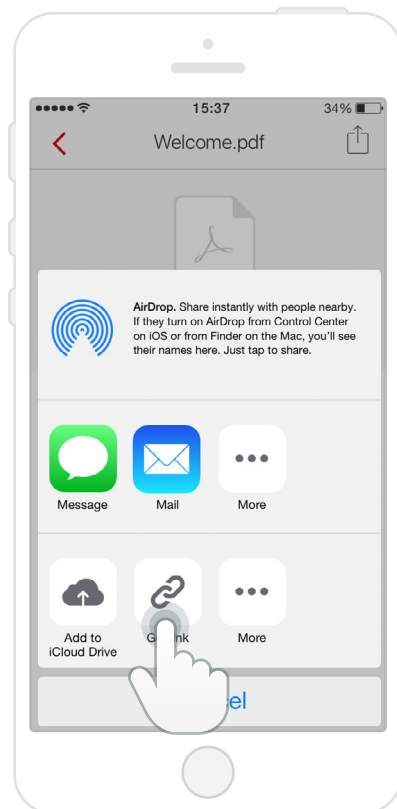 15:37
34%
Welcome.pdf
AirDrop. Share instantly with people nearby.
If they turn on AirDrop from Control Center
on iOS or from Finder on the Mac, you'll see
their names here. Just tap to share.
Message
Mail
More
Add to
iCloud Drive
More